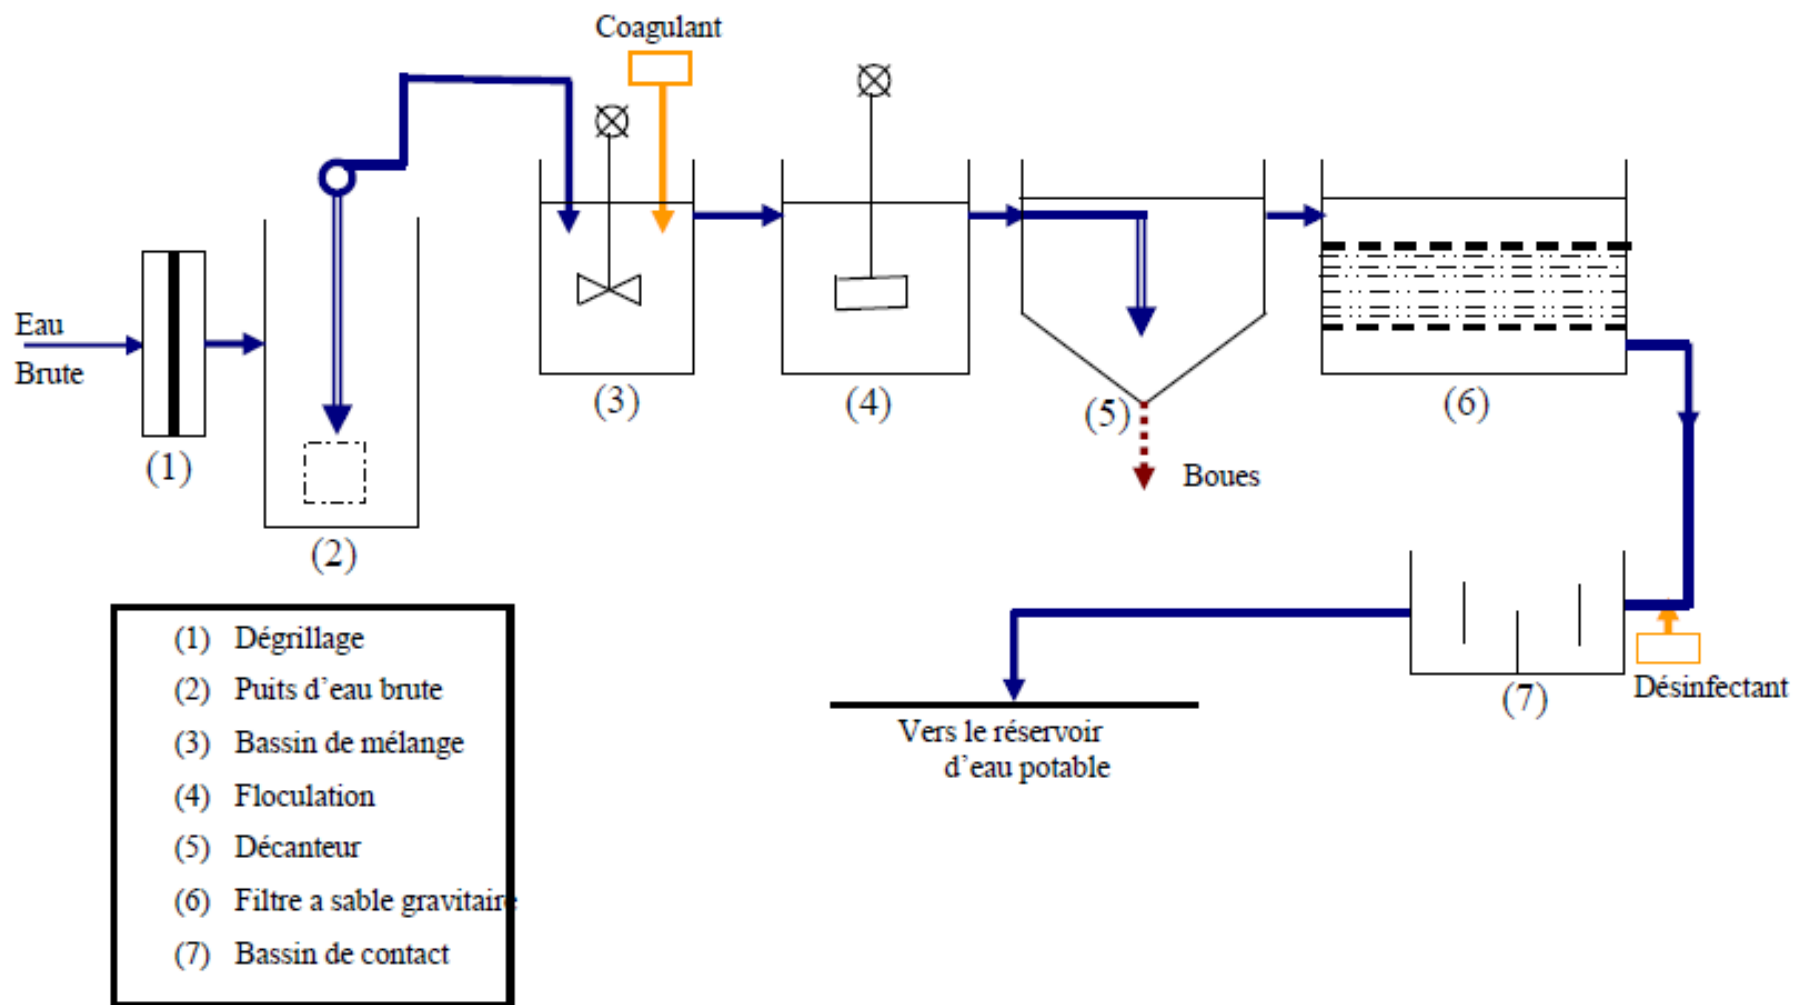 Coagulant
Eau
Brute
(1)
(2)
(3)
(4)
(5)
(6)
Boues
(7)
Désinfectant
Vers le réservoir
d'eau potable
(1) Dégrillage
(2) Puits d'eau brute
(3) Bassin de mélange
(4) Floculation
(5) Décanteur
(6) Filtre a sable gravitaire
(7) Bassin de contact